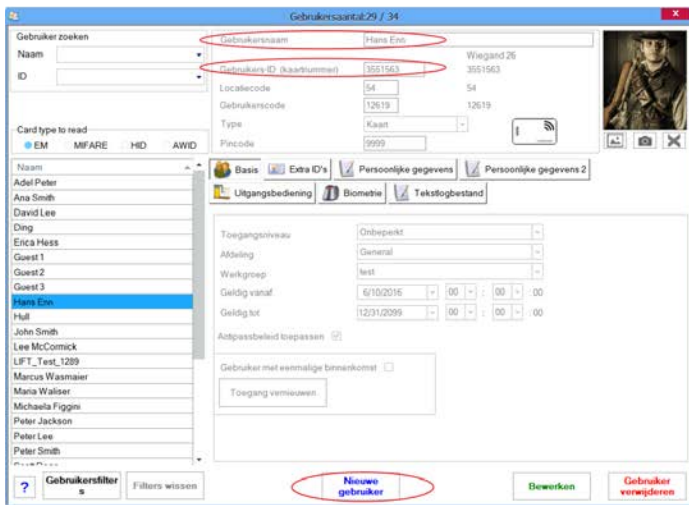 Gebruikersaantal:29 / 34
x
Gebruiker zoeken
Naam
ID
Card type to read
EM MIFARE HID AWID
Naam
Adel Peter
Ana Smith
David Lee
Ding
Erica Hess
Guest 1
Guest 2
Guest 3
Hans Enn
Hull
John Smith
Lee McCormick
LIFT_Test_1289
Marcus Wasmaier
Maria Waliser
Michaela Figgini
Peter Jackson
Peter Lee
Peter Smith
Gebruikersnaam Hans Enn
Wiegand 26
Gebruikers-ID (kaartnummer) 3551563 3551563
Locatiecode 54 54
Gebruikerscode 12619 12619
Type Kaart
Pincode 9999
Basis Extra ID's Persoonlijke gegevens Persoonlijke gegevens 2
Uitgangsbediening Biometrie Tekstlogbestand
Toegangsniveau Onbeperkt
Afdeling General
Werkgroep test
Geldig vanaf 6/10/2016 00 : 00 :00
Geldig tot 12/31/2099 00 : 00 :00
Antipassbeleid toepassen
Gebruiker met eenmalige binnenkomst
Toegang vernieuwen
? Gebruikersfilter
s
Filters wissen
Nieuwe
gebruiker
Bewerken
Gebruiker
verwijderen